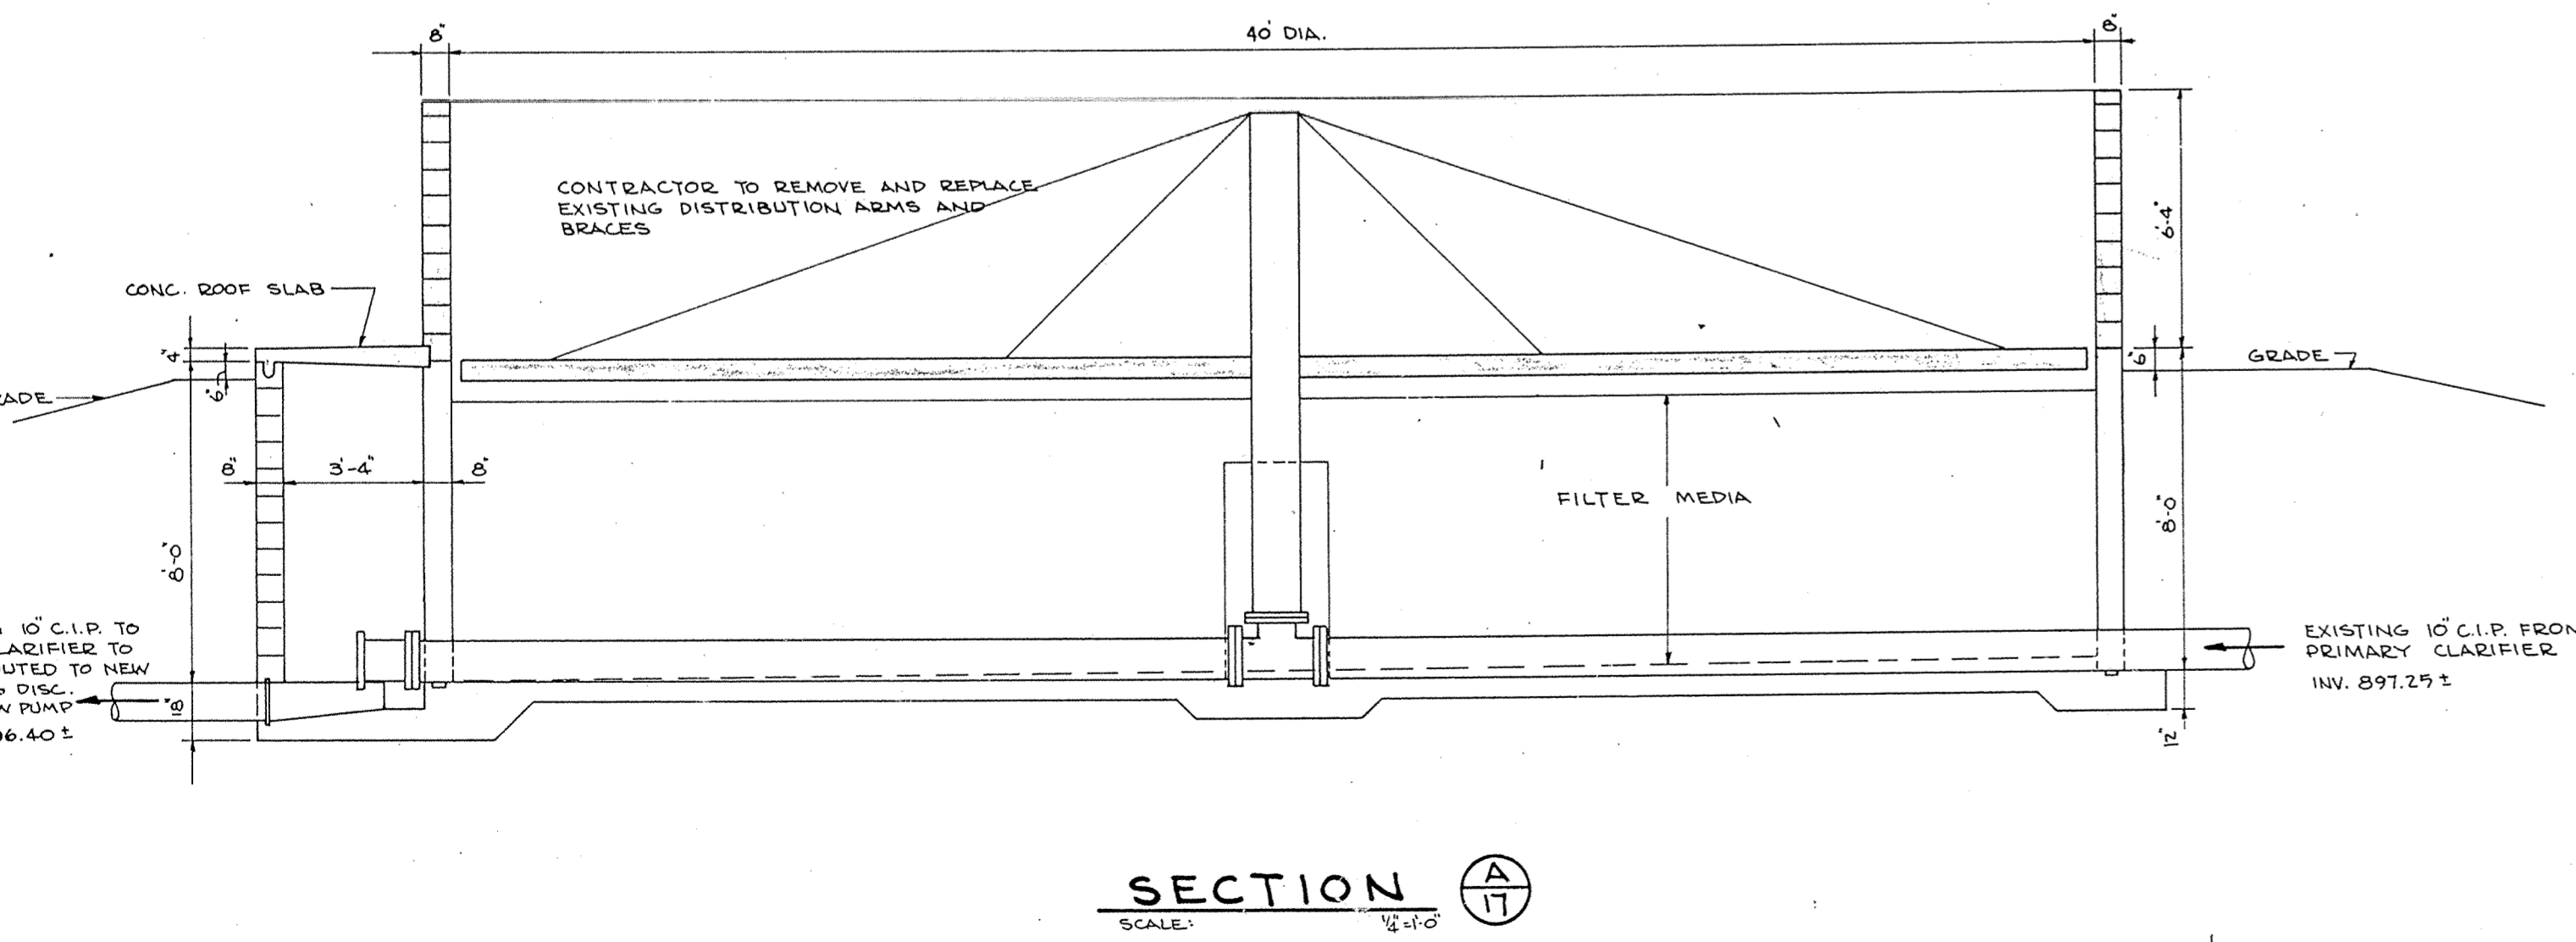 8"
40' DIA.
8"
CONTRACTOR TO REMOVE AND REPLACE
EXISTING DISTRIBUTION ARMS AND
BRACES
6'-4"
CONC. ROOF SLAB
4"
6"
6"
GRADE
8"
3'-4"
8"
FILTER MEDIA
8'-0"
8'-0"
10" C.I.P. TO
TO
TO NEW
DISC.
PUMP
6.40 ±
18"
EXISTING 10" C.I.P. FROM
PRIMARY CLARIFIER
INV. 897.25 ±
12"
SECTION
A
17
SCALE: 1/4"=1'-0"